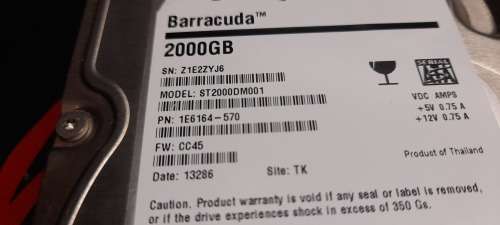 Barracuda™
2000GB
SN: Z1E2ZYJ6
MODEL: ST2000DM001
PN: 1E6164-570
FW: CC45
Date: 13286 Site: TK
SERIAL
VDC AMPS
+5V 0.75 A
+12V 0.75 A
Product of Thailand
Caution. Product warranty is void if any seal or label is removed,
or if the drive experiences shock in excess of 350 Gs.